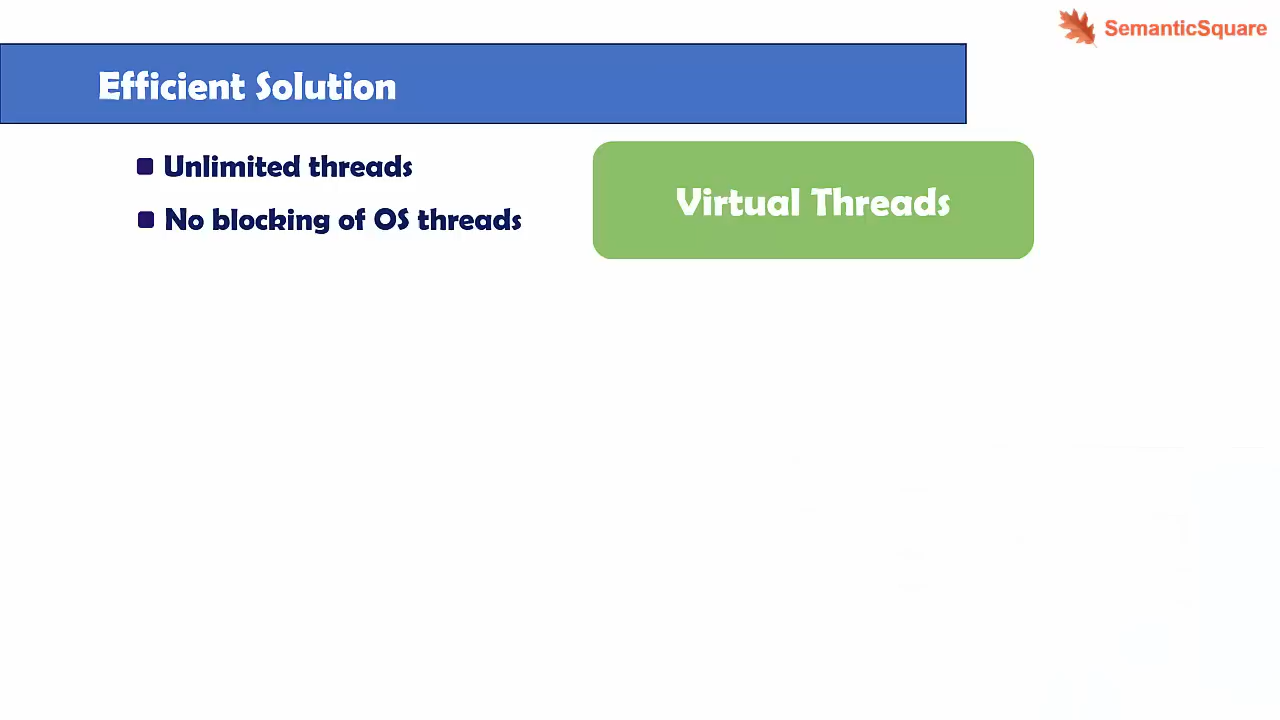 SemanticSquare
Efficient Solution
Unlimited threads
No blocking of OS threads
Virtual Threads